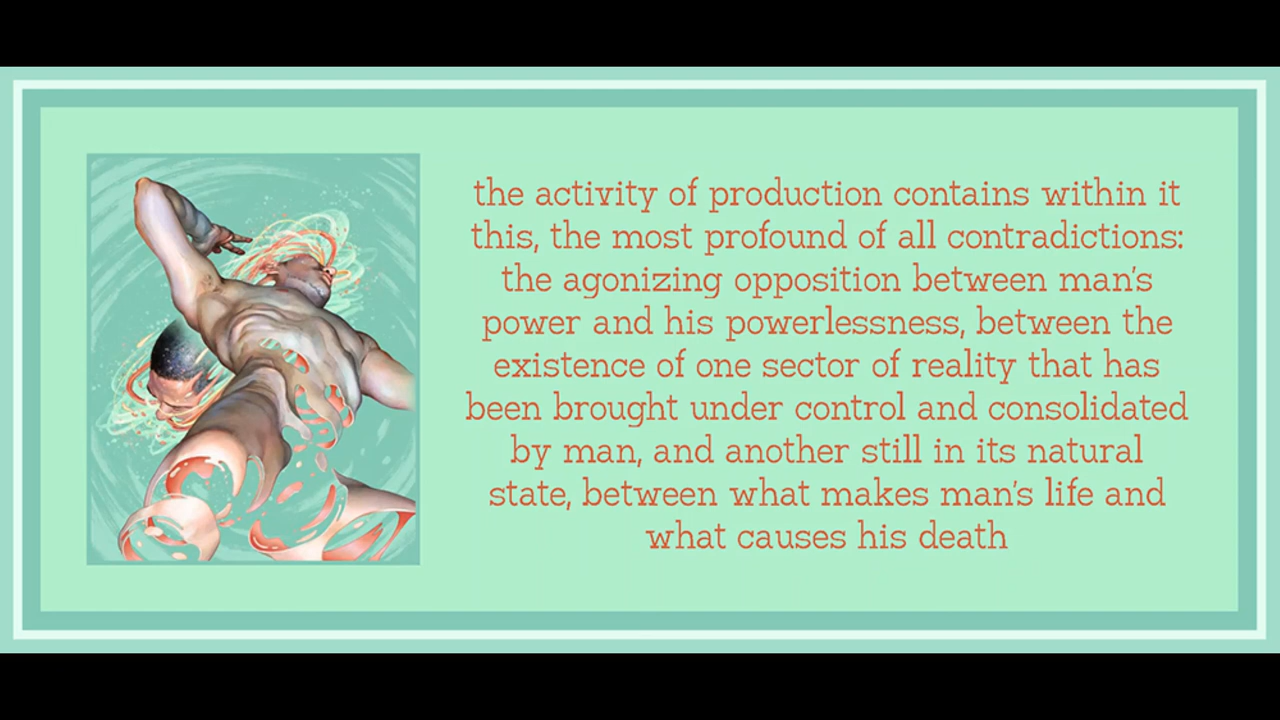 the activity of production contains within it
this, the most profound of all contradictions:
the agonizing opposition between man's
power and his powerlessness, between the
existence of one sector of reality that has
been brought under control and consolidated
by man, and another still in its natural
state, between what makes man's life and
what causes his death